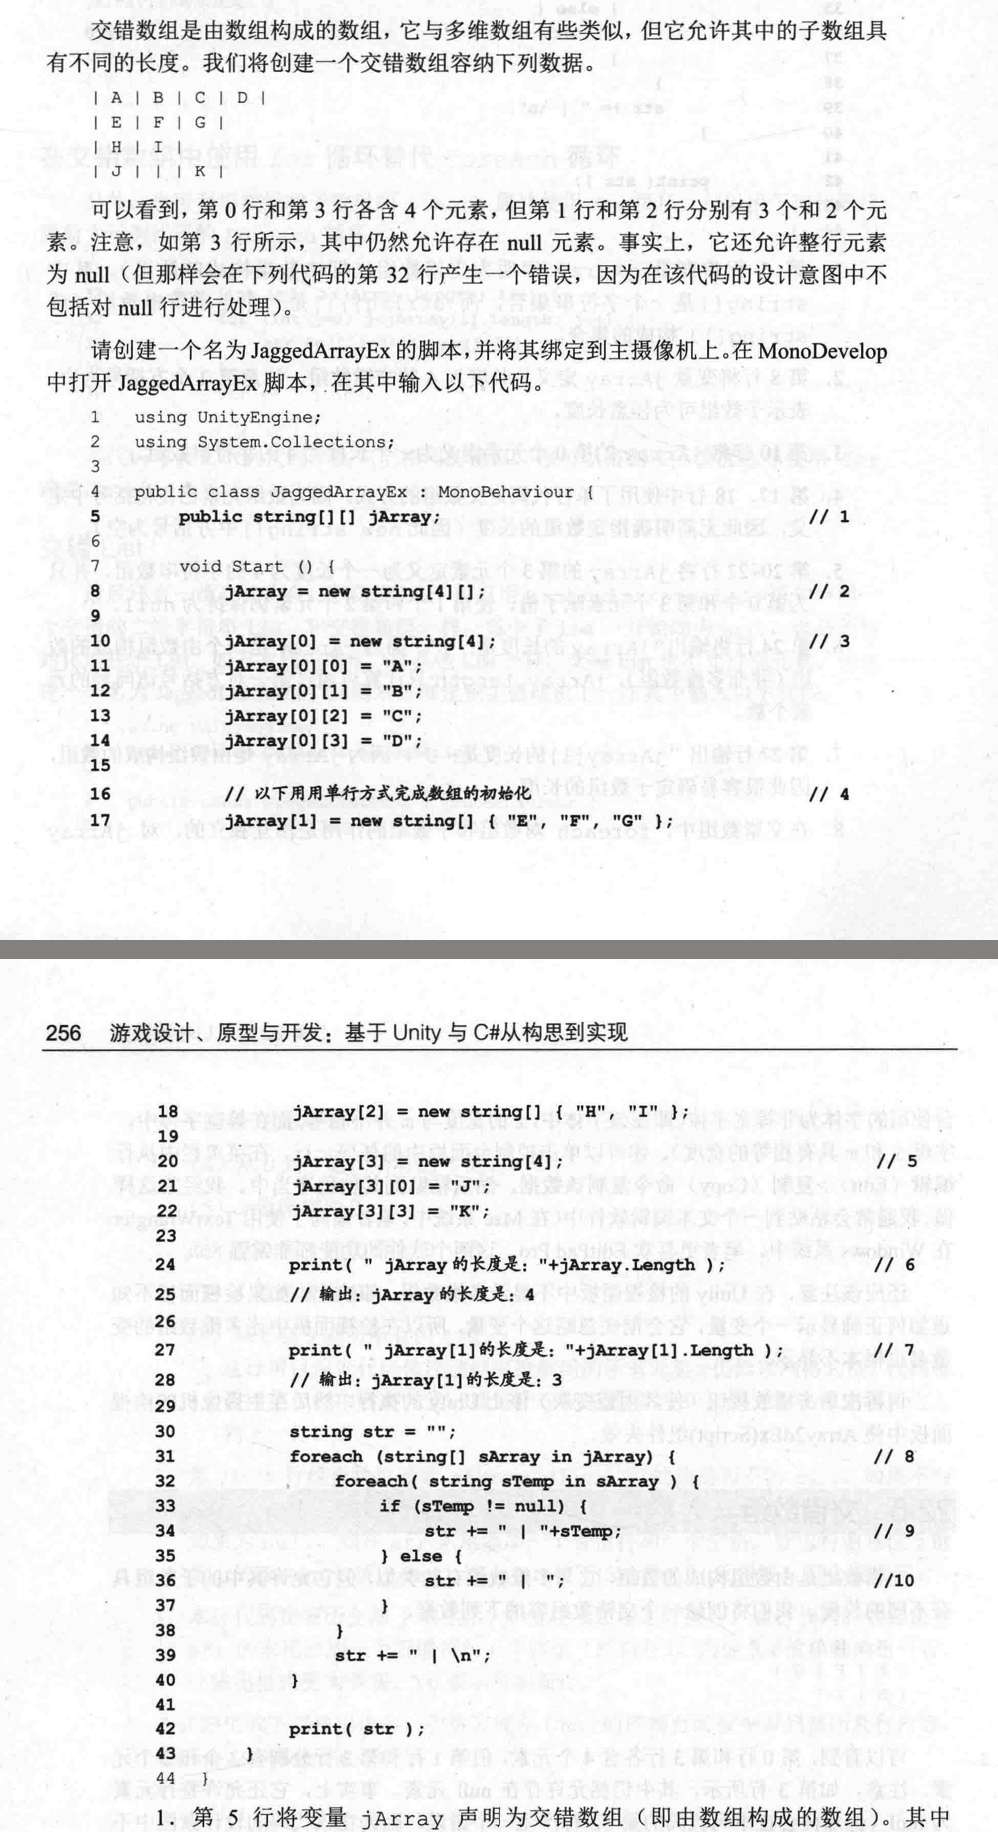 交错数组是由数组构成的数组，它与多维数组有些类似，但它允许其中的子数组具
有不同的长度。我们将创建一个交错数组容纳下列数据。
| A | B | C | D |
| E | F | G |
| H | I |
| J | | | K |
可以看到，第 0 行和第 3 行各含 4 个元素，但第 1 行和第 2 行分别有 3 个和 2 个元
素。注意，如第 3 行所示，其中仍然允许存在 null 元素。事实上，它还允许整行元素
为 null（但那样会在下列代码的第 32 行产生一个错误，因为在该代码的设计意图中不
包括对 null 行进行处理）。
请创建一个名为 JaggedArrayEx 的脚本，并将其绑定到主摄像机上。在 MonoDevelop
中打开 JaggedArrayEx 脚本，在其中输入以下代码。
1 using UnityEngine;
2 using System.Collections;
3
4 public class JaggedArrayEx : MonoBehaviour {
5 public string[][] jArray; // 1
6
7 void Start () {
8 jArray = new string[4][]; // 2
9
10 jArray[0] = new string[4]; // 3
11 jArray[0][0] = "A";
12 jArray[0][1] = "B";
13 jArray[0][2] = "C";
14 jArray[0][3] = "D";
15
16 // 以下用用单行方式完成数组的初始化 // 4
17 jArray[1] = new string[] { "E", "F", "G" };
256 游戏设计、原型与开发：基于 Unity 与 C#从构思到实现
18 jArray[2] = new string[] { "H", "I" };
19
20 jArray[3] = new string[4]; // 5
21 jArray[3][0] = "J";
22 jArray[3][3] = "K";
23
24 print( " jArray 的长度是："+jArray.Length ); // 6
25 // 输出：jArray 的长度是：4
26
27 print( " jArray[1]的长度是："+jArray[1].Length ); // 7
28 // 输出：jArray[1]的长度是：3
29
30 string str = "";
31 foreach (string[] sArray in jArray) { // 8
32 foreach( string sTemp in sArray ) {
33 if (sTemp != null) {
34 str += " | "+sTemp; // 9
35 } else {
36 str += " | "; //10
37 }
38 }
39 str += " | \n";
40 }
41
42 print( str );
43 }
44 }
1. 第 5 行将变量 jArray 声明为交错数组（即由数组构成的数组）。其中